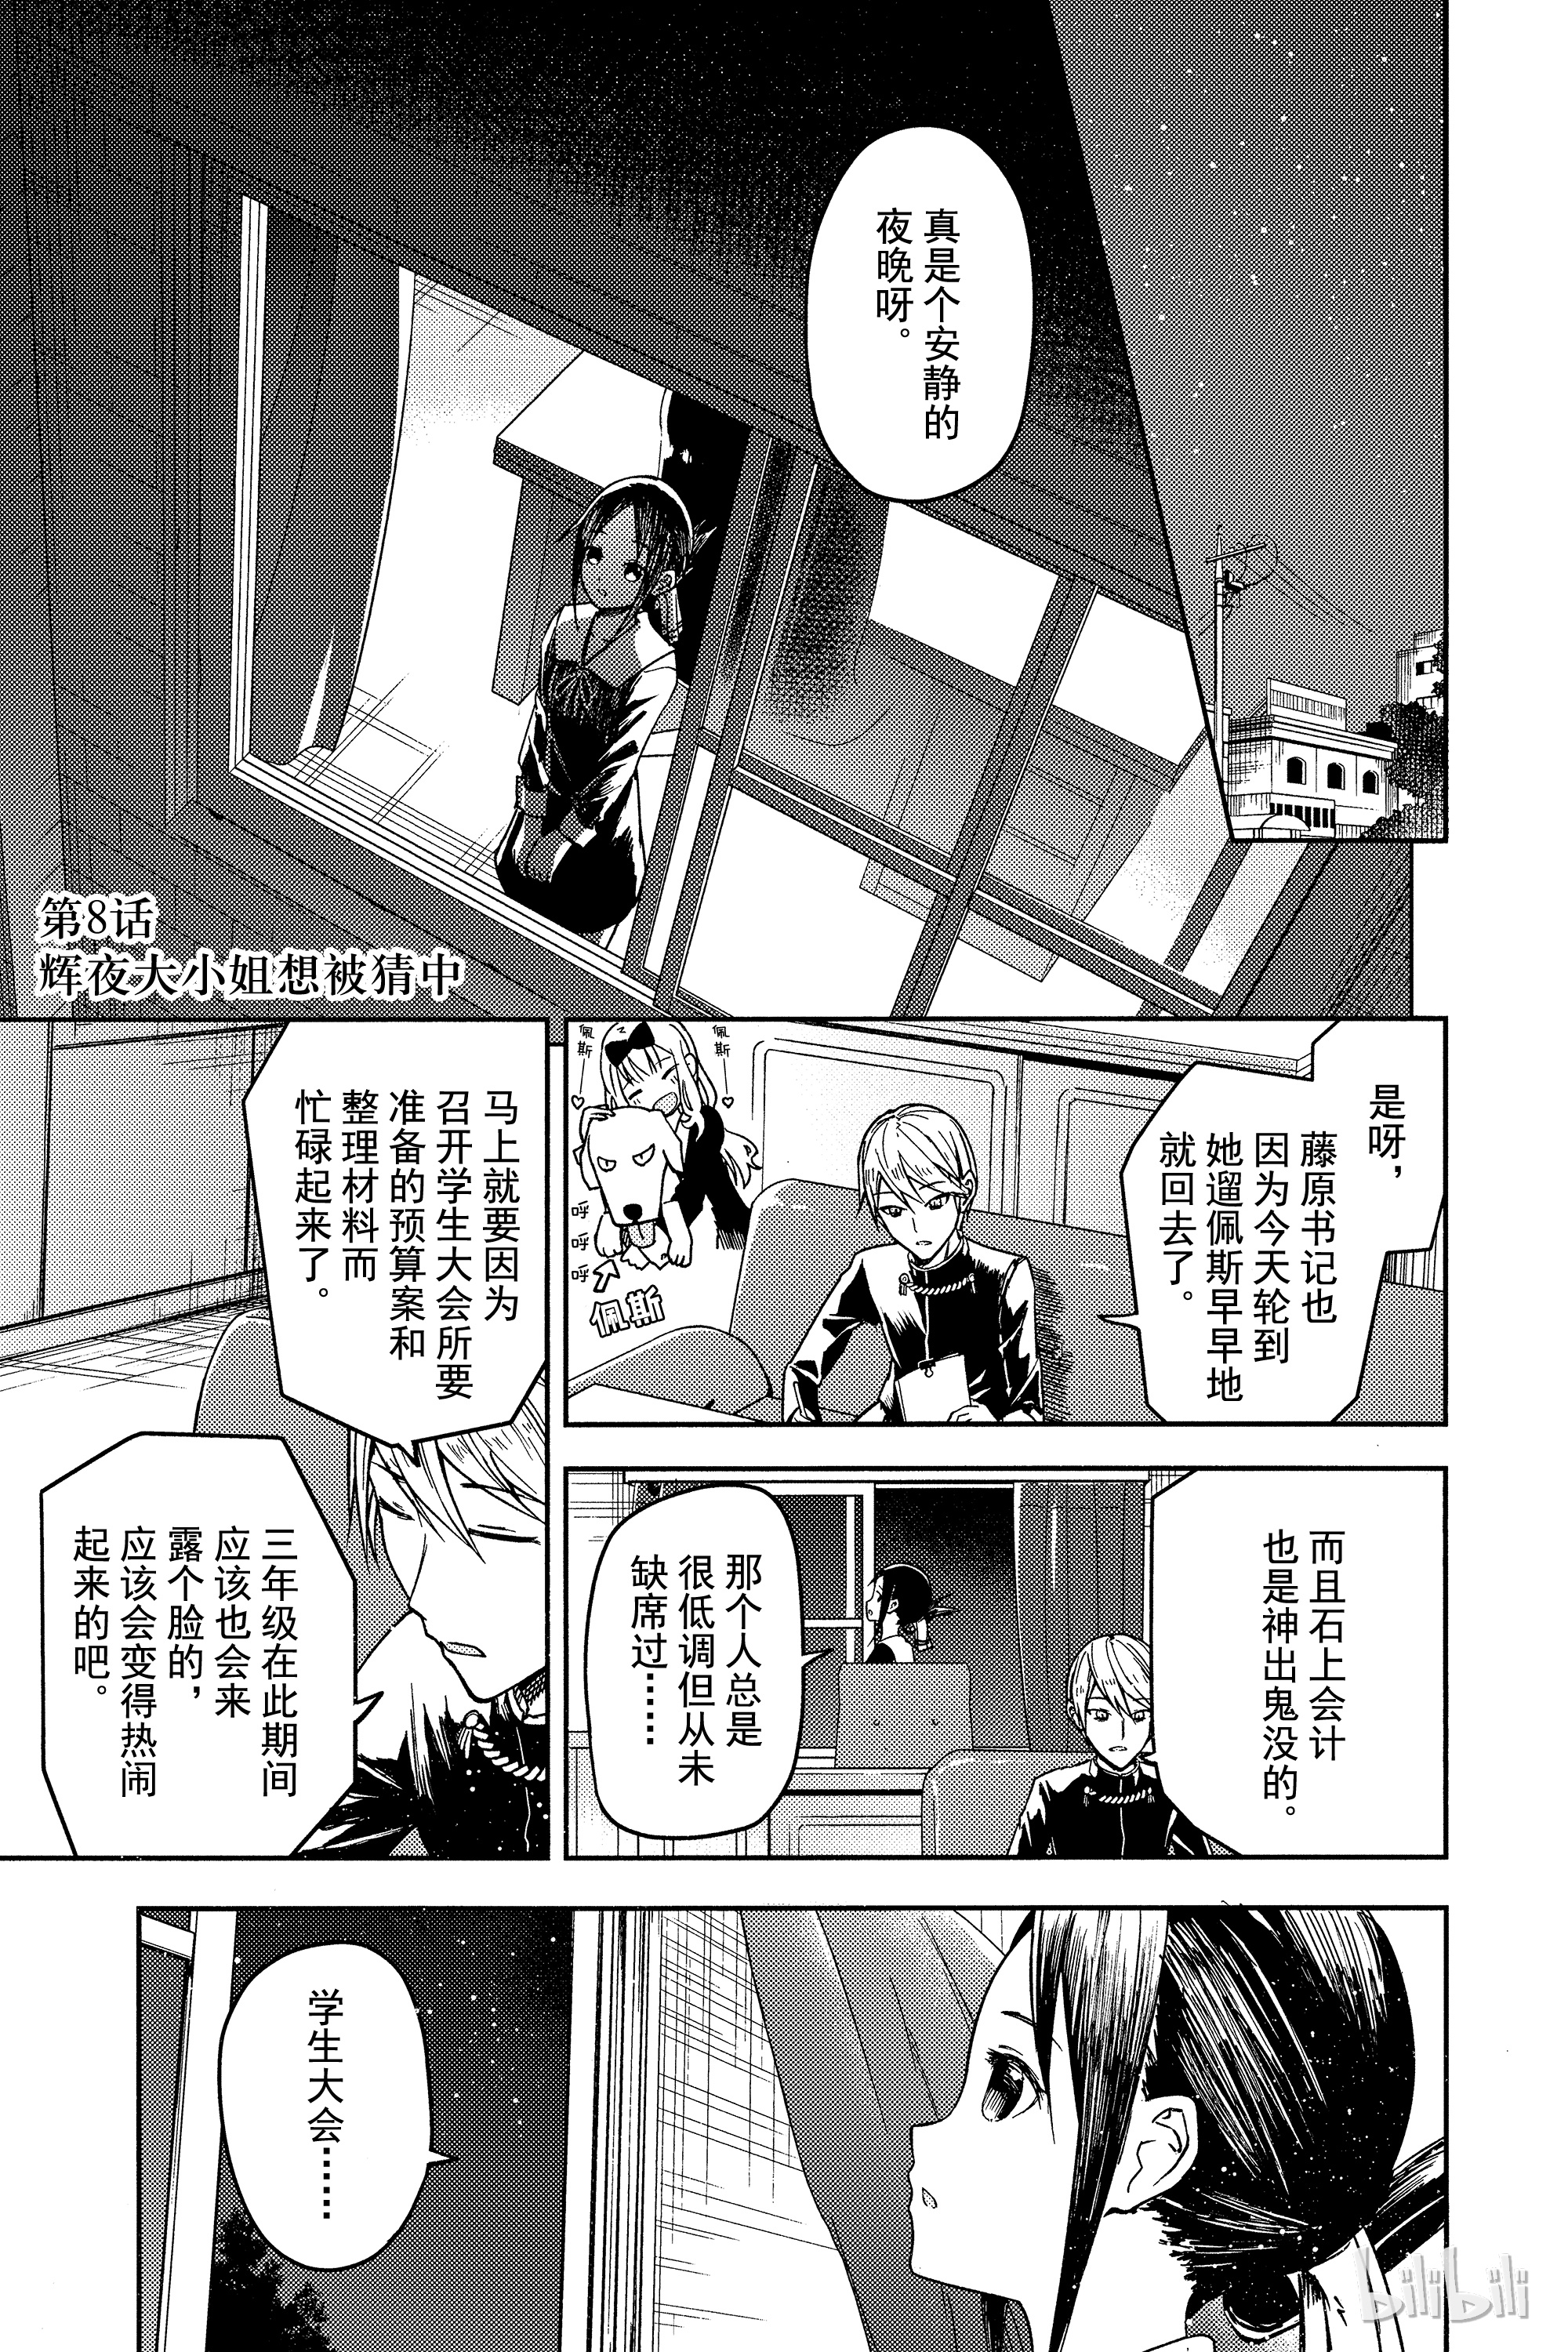 真是个安静的
夜晚呀。
第8话
辉夜大小姐想被猜中
是呀，
藤原书记也
因为今天轮到
她遛佩斯早早地
就回去了。
佩斯
佩斯
呼
呼
呼
佩斯
而且石上会计
也是神出鬼没的。
那个人总是
很低调但从未
缺席过……
马上就要因为
召开学生大会所要
准备的预算案和
整理材料而
忙碌起来了。
三年级在此期间
应该也会来
露个脸的，
应该会变得热闹
起来的吧。
学生大会……
bilibili